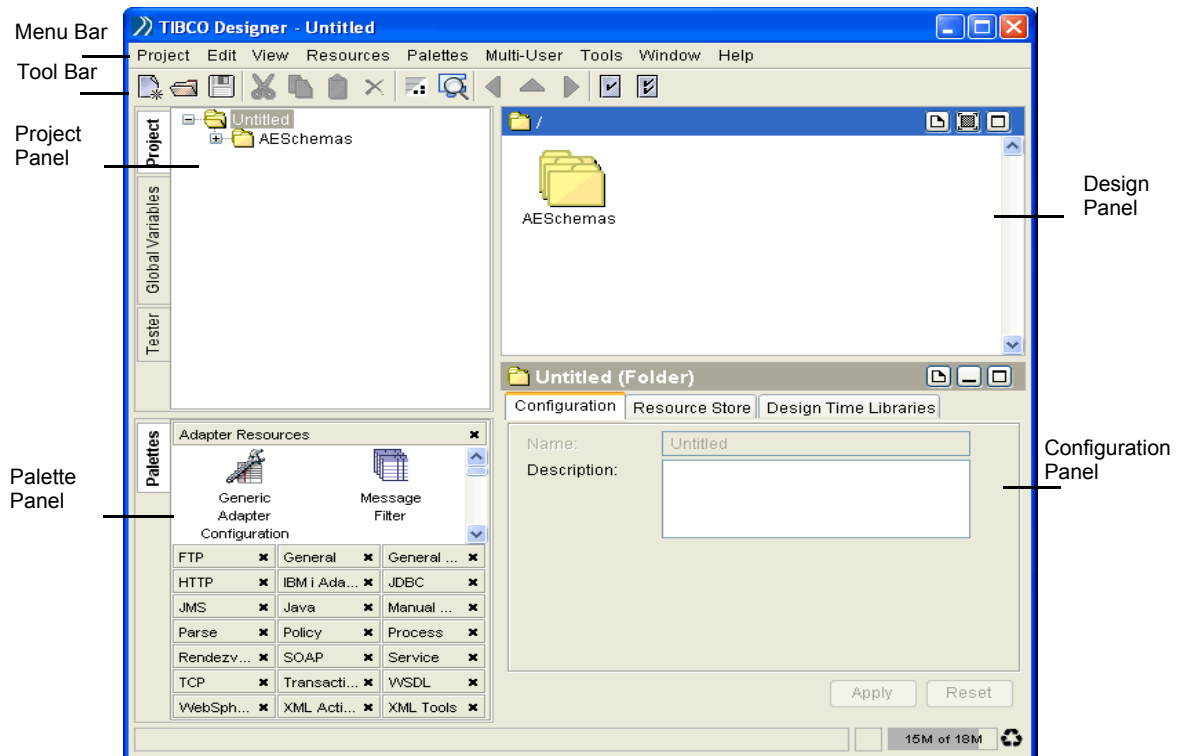 TIBCO Designer - Untitled
Menu Bar
Project Edit View Resources Palettes Multi-User Tools Window Help
Tool Bar
Project
Panel
Project
Global Variables
Tester
Untitled
AESchemas
/
AESchemas
Design
Panel
Untitled (Folder)
Configuration Resource Store Design Time Libraries
Name: Untitled
Description:
Configuration
Panel
Apply Reset
Palette
Panel
Palettes
Adapter Resources
Generic
Adapter
Configuration
Message
Filter
FTP General General ...
HTTP IBM i Ada... JDBC
JMS Java Manual ...
Parse Policy Process
Rendezv... SOAP Service
TCP Transacti... WSDL
WebSph... XML Acti... XML Tools
15M of 18M